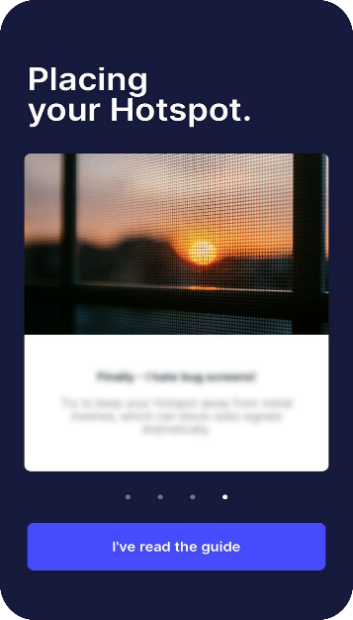 Placing
your Hotspot.
Finally - I hate bug screens!
Try to keep your Hotspot away from metal
meshes, which can block radio signals
dramatically.
I've read the guide